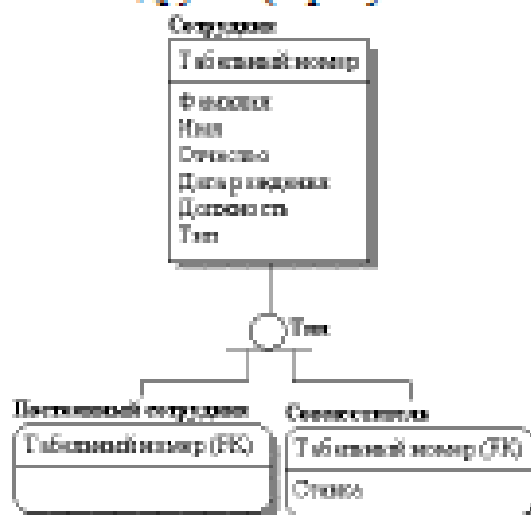 Сотрудник
Табельный номер
Фамилия
Имя
Отчество
Дата рождения
Должность
Тип
Тип
Постоянный сотрудник
Табельный номер (FK)
Совместитель
Табельный номер (FK)
Ставка